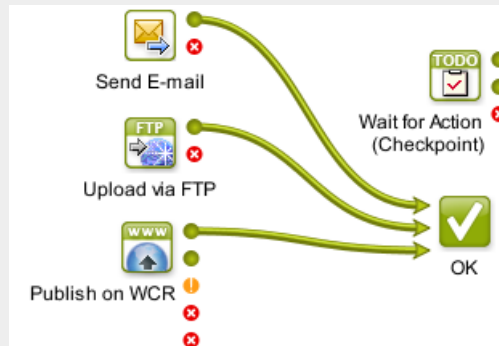 Send E-mail
TODO
Wait for Action
(Checkpoint)
FTP
Upload via FTP
WWW
Publish on WCR
OK